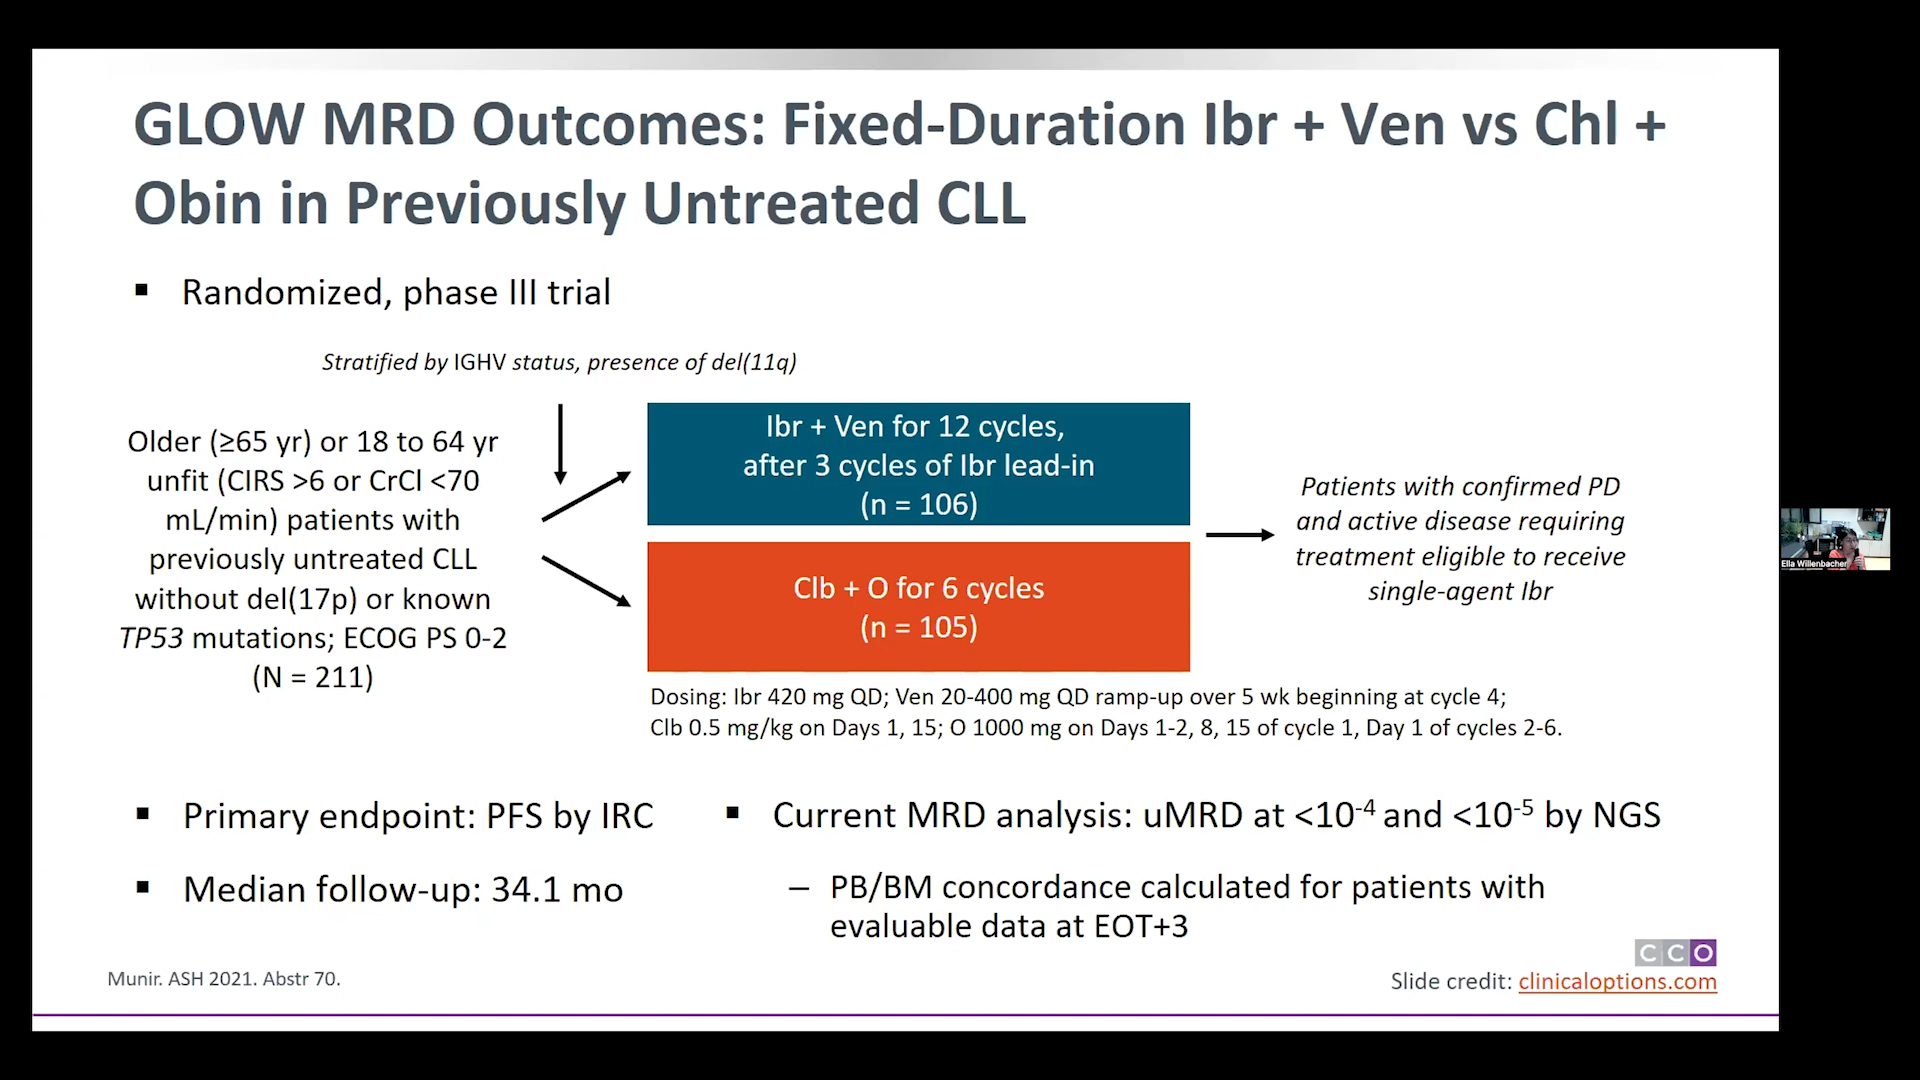 GLOW MRD Outcomes: Fixed-Duration Ibr + Ven vs Chl +
Obin in Previously Untreated CLL
▪ Randomized, phase III trial
Stratified by IGHV status, presence of del(11q)
Older (≥65 yr) or 18 to 64 yr
unfit (CIRS >6 or CrCl <70
mL/min) patients with
previously untreated CLL
without del(17p) or known
TP53 mutations; ECOG PS 0-2
(N = 211)
Ibr + Ven for 12 cycles,
after 3 cycles of Ibr lead-in
(n = 106)
Clb + O for 6 cycles
(n = 105)
Patients with confirmed PD
and active disease requiring
treatment eligible to receive
single-agent Ibr
Dosing: Ibr 420 mg QD; Ven 20-400 mg QD ramp-up over 5 wk beginning at cycle 4;
Clb 0.5 mg/kg on Days 1, 15; O 1000 mg on Days 1-2, 8, 15 of cycle 1, Day 1 of cycles 2-6.
▪ Primary endpoint: PFS by IRC
▪ Median follow-up: 34.1 mo
▪ Current MRD analysis: uMRD at <10⁻⁴ and <10⁻⁵ by NGS
– PB/BM concordance calculated for patients with
evaluable data at EOT+3
Munir. ASH 2021. Abstr 70.
CCO
Slide credit: clinicaloptions.com
Ella Willenbacher